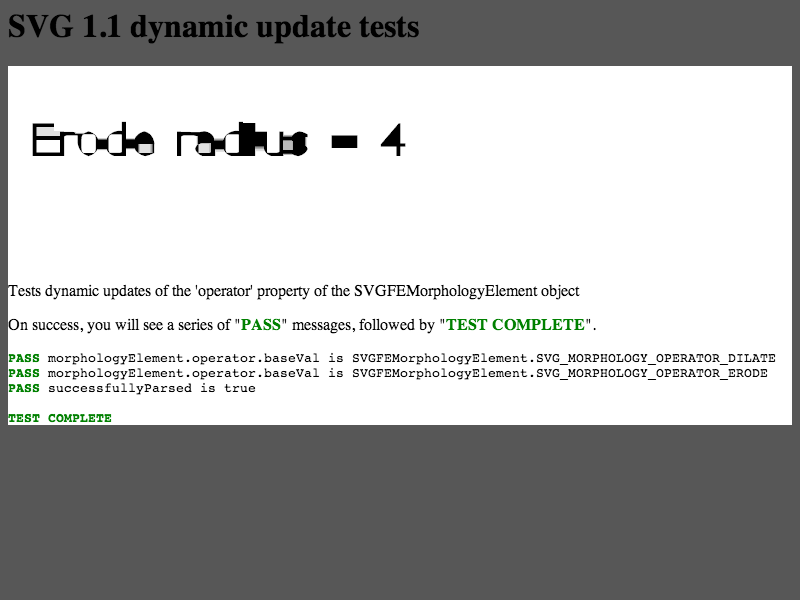 SVG 1.1 dynamic update tests
Erode radius = 4
Tests dynamic updates of the 'operator' property of the SVGFEMorphologyElement object
On success, you will see a series of "PASS" messages, followed by "TEST COMPLETE".
PASS morphologyElement.operator.baseVal is SVGFEMorphologyElement.SVG_MORPHOLOGY_OPERATOR_DILATE
PASS morphologyElement.operator.baseVal is SVGFEMorphologyElement.SVG_MORPHOLOGY_OPERATOR_ERODE
PASS successfullyParsed is true
TEST COMPLETE